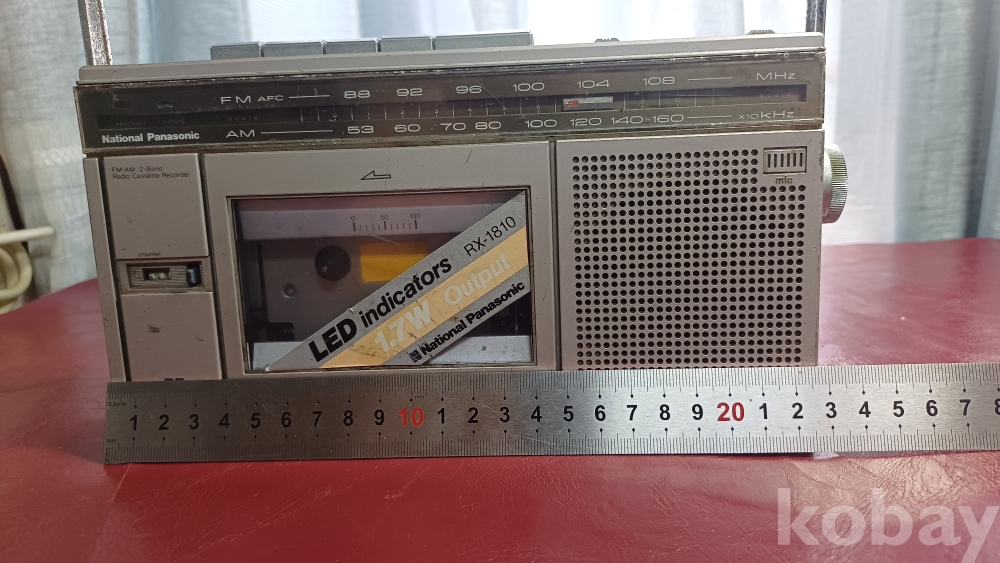 FM AFC 88 92 96 100 104 108 MHz
National Panasonic
AM 53 60 70 80 100 120 140 160 x10kHz
FM-AM 2-Band
Radio Cassette Recorder
mic
counter
0 50 100
LED indicators RX-1810
1.7W Output
National Panasonic
1 2 3 4 5 6 7 8 9 10 1 2 3 4 5 6 7 8 9 20 1 2 3 4 5 6 7 8
kobay